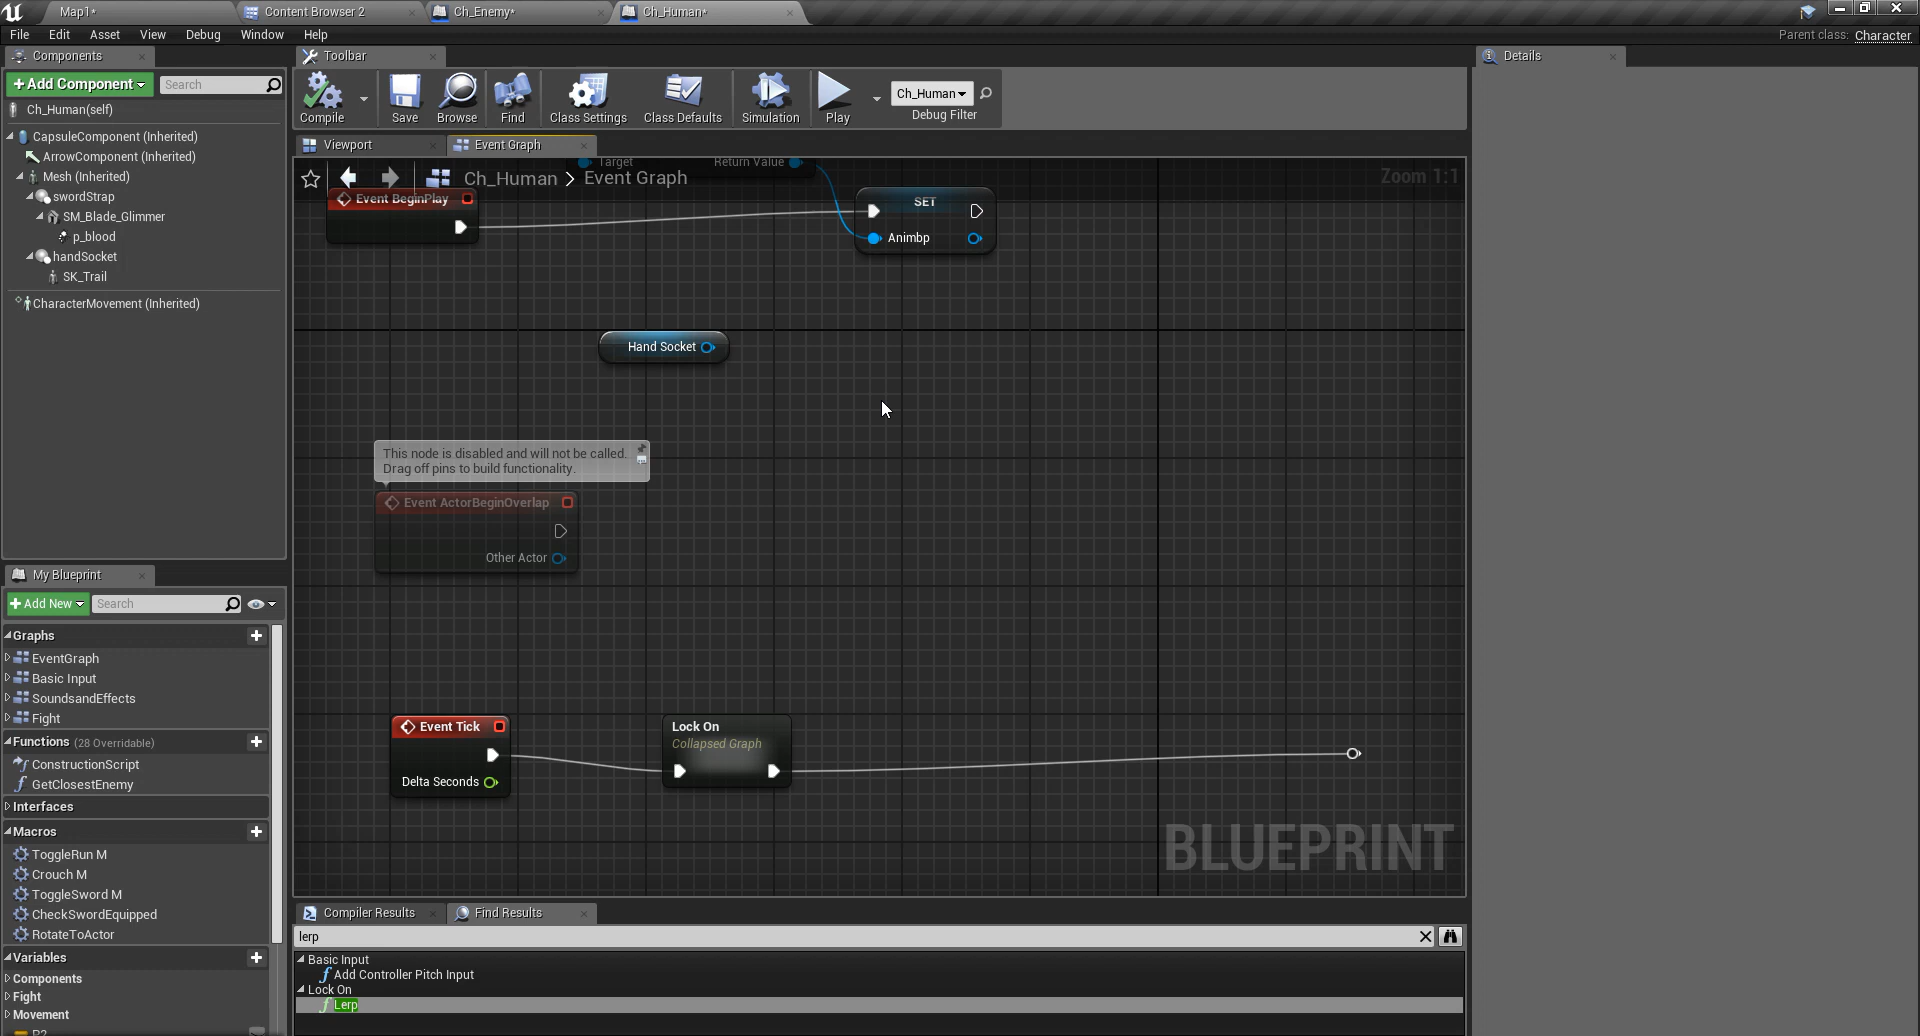 Map1*
Content Browser 2
Ch_Enemy*
Ch_Human*
File
Edit
Asset
View
Debug
Window
Help
Parent class: Character
Components
Toolbar
Details
+Add Component
Search
Compile
Save
Browse
Find
Class Settings
Class Defaults
Simulation
Play
Ch_Human
Debug Filter
Ch_Human(self)
CapsuleComponent (Inherited)
ArrowComponent (Inherited)
Mesh (Inherited)
swordStrap
SM_Blade_Glimmer
p_blood
handSocket
SK_Trail
CharacterMovement (Inherited)
Viewport
Event Graph
Target
Return Value
Ch_Human > Event Graph
Zoom 1:1
Event BeginPlay
SET
Animbp
Hand Socket
This node is disabled and will not be called.
Drag off pins to build functionality.
Event ActorBeginOverlap
Other Actor
Event Tick
Delta Seconds
Lock On
Collapsed Graph
BLUEPRINT
My Blueprint
+Add New
Search
Graphs
EventGraph
Basic Input
SoundsandEffects
Fight
Functions (28 Overridable)
ConstructionScript
GetClosestEnemy
Interfaces
Macros
ToggleRun M
Crouch M
ToggleSword M
CheckSwordEquipped
RotateToActor
Variables
Components
Fight
Movement
Compiler Results
Find Results
lerp
Basic Input
Add Controller Pitch Input
Lock On
Lerp